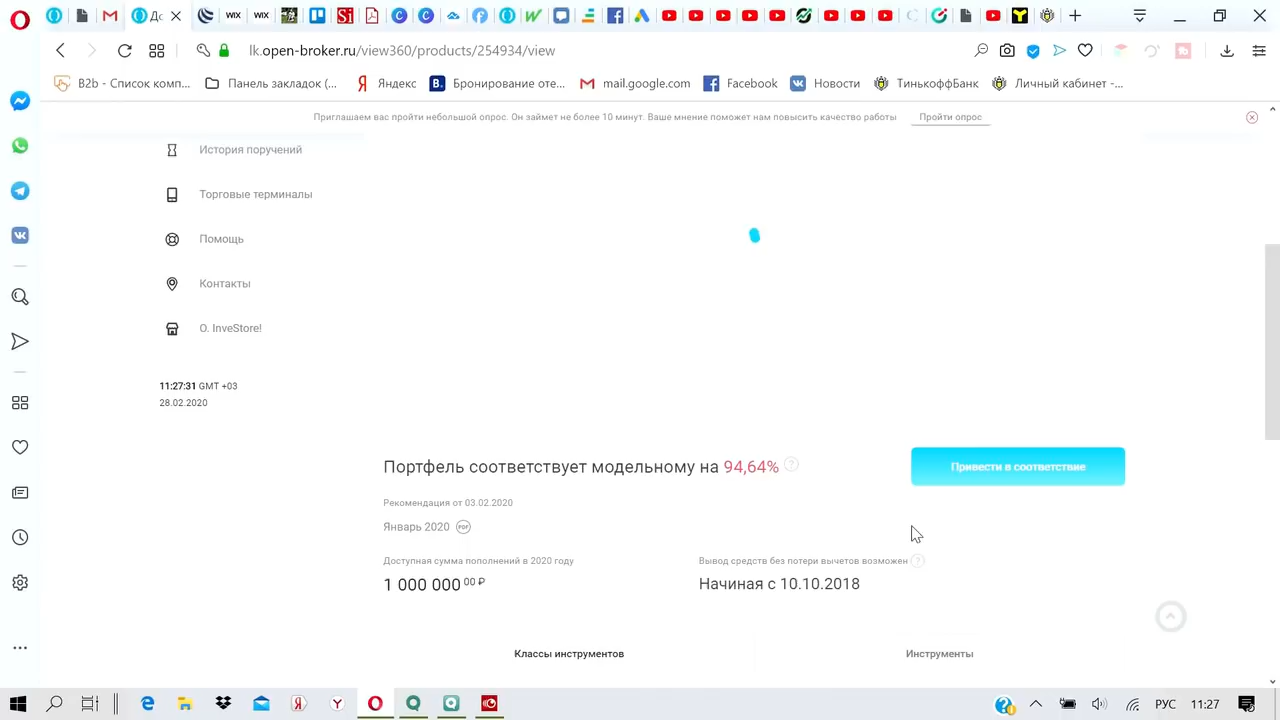 До
WIX
WIX
lk.open-broker.ru/view360/products/254934/view
B2b - Список комп...
Панель закладок (...
Яндекс
Бронирование оте...
mail.google.com
Facebook
Новости
ТинькоффБанк
Личный кабинет -...
Приглашаем вас пройти небольшой опрос. Он займет не более 10 минут. Ваше мнение поможет нам повысить качество работы
Пройти опрос
История поручений
Торговые терминалы
Помощь
Контакты
O. InveStore!
11:27:31 GMT +03
28.02.2020
Портфель соответствует модельному на 94,64% ?
Привести в соответствие
Рекомендация от 03.02.2020
Январь 2020 PDF
Доступная сумма пополнений в 2020 году
Вывод средств без потери вычетов возможен ?
1 000 000 00 ₽
Начиная с 10.10.2018
Классы инструментов
Инструменты
РУС
11:27